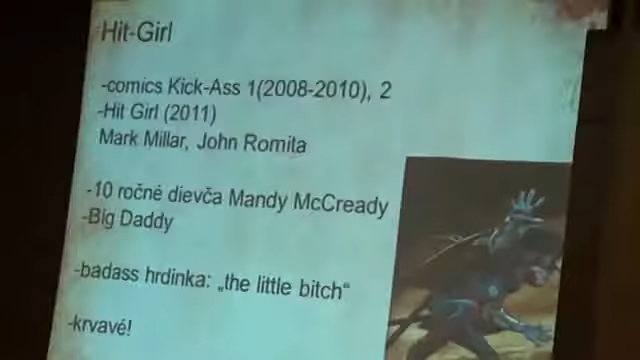 Hit-Girl
-comics Kick-Ass 1(2008-2010), 2
-Hit Girl (2011)
Mark Millar, John Romita
-10 ročné dievča Mandy McCready
-Big Daddy
-badass hrdinka: „the little bitch“
-krvavé!